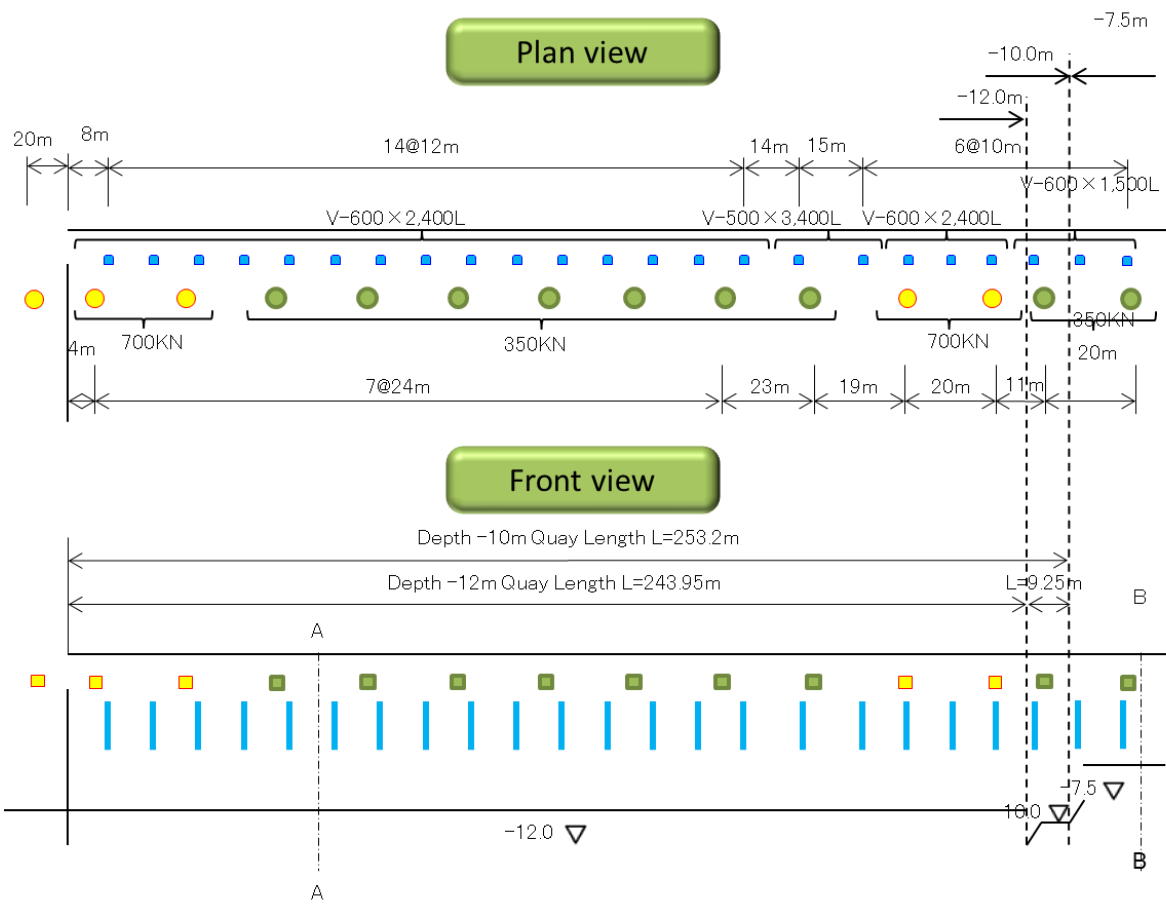 -7.5m
Plan view
-10.0m
-12.0m
20m
8m
14@12m
14m
15m
6@10m
V-600×1,500L
V-600×2,400L
V-500×3,400L
V-600×2,400L
350KN
700KN
350KN
700KN
4m
20m
7@24m
23m
19m
20m
11m
Front view
Depth -10m Quay Length L=253.2m
Depth -12m Quay Length L=243.95m
L=9.25m
B
A
-7.5
10.0
-12.0
B
A